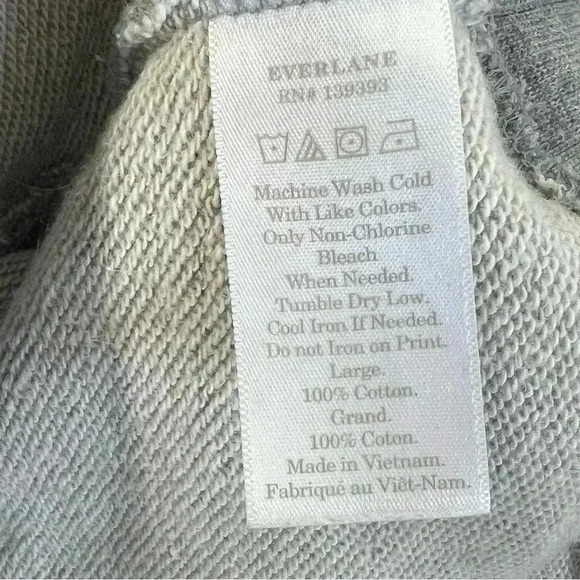 EVERLANE
RN# 139393
Machine Wash Cold
With Like Colors.
Only Non-Chlorine
Bleach
When Needed.
Tumble Dry Low.
Cool Iron If Needed.
Do not Iron on Print.
Large.
100% Cotton.
Grand.
100% Coton.
Made in Vietnam.
Fabriqué au Viêt-Nam.